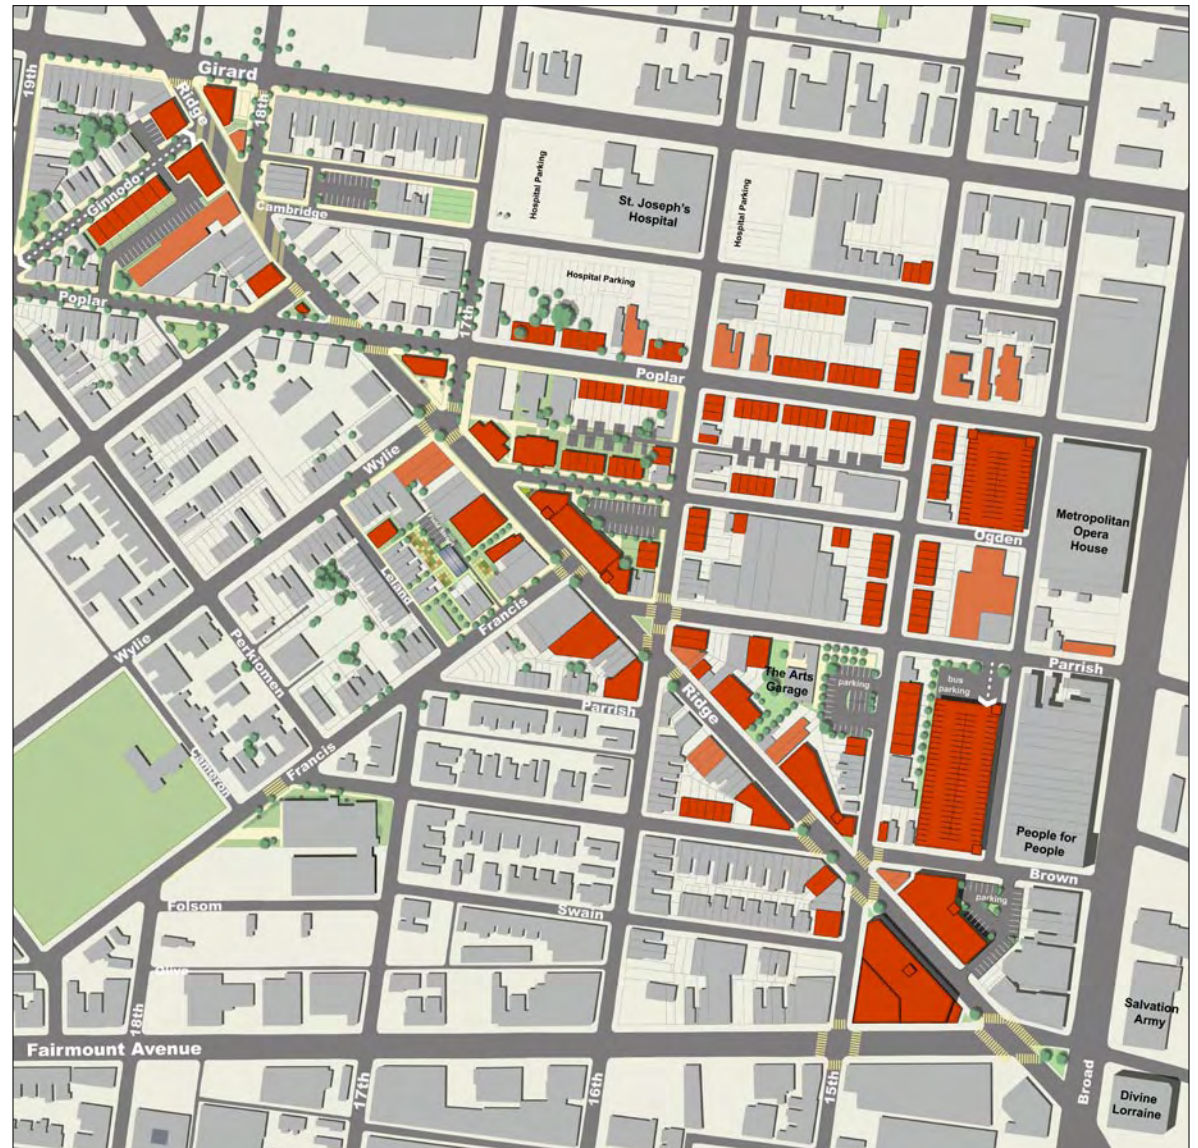 Girard
19th
Ridge
18th
Ginnodo
Cambridge
Hospital Parking
St. Joseph's
Hospital
Hospital Parking
Hospital Parking
Poplar
17th
Poplar
Wylie
Metropolitan
Opera
House
Ogden
Leland
Francis
Perkiomen
Wylie
Parrish
The Arts
Garage
parking
bus
parking
Ridge
Parrish
Francis
Cameron
People for
People
Brown
parking
Folsom
Swain
Olive
Salvation
Army
18th
Fairmount Avenue
17th
16th
15th
Broad
Divine
Lorraine